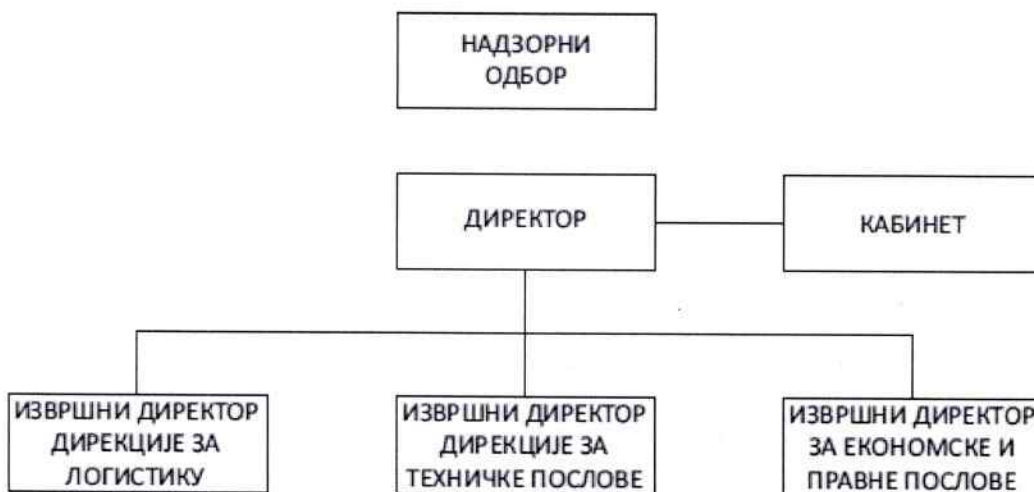 НАДЗОРНИ
ОДБОР
ДИРЕКТОР
КАБИНЕТ
ИЗВРШНИ ДИРЕКТОР
ДИРЕКЦИЈЕ ЗА
ЛОГИСТИКУ
ИЗВРШНИ ДИРЕКТОР
ДИРЕКЦИЈЕ ЗА
ТЕХНИЧКЕ ПОСЛОВЕ
ИЗВРШНИ ДИРЕКТОР
ЗА ЕКОНОМСКЕ И
ПРАВНЕ ПОСЛОВЕ